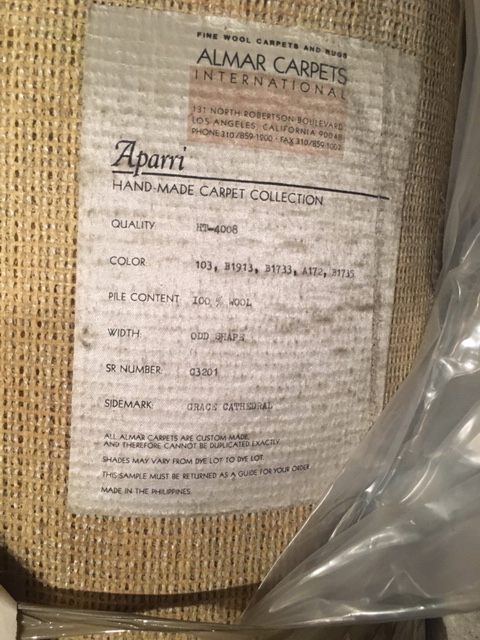 FINE WOOL CARPETS AND RUGS
ALMAR CARPETS
INTERNATIONAL
131 NORTH ROBERTSON BOULEVARD
LOS ANGELES, CALIFORNIA 90048
PHONE 310/859-1200 · FAX 310/859-1003
Aparri
HAND-MADE CARPET COLLECTION
QUALITY: HT-4008
COLOR: 103, B1913, B1733, A172, B1735
PILE CONTENT: 100 % WOOL
WIDTH: ODD SHAPE
SR NUMBER: C3201
SIDEMARK: GRACE CATHEDRAL
ALL ALMAR CARPETS ARE CUSTOM MADE,
AND THEREFORE CANNOT BE DUPLICATED EXACTLY.
SHADES MAY VARY FROM DYE LOT TO DYE LOT.
THIS SAMPLE MUST BE RETURNED AS A GUIDE FOR YOUR ORDER.
MADE IN THE PHILIPPINES.